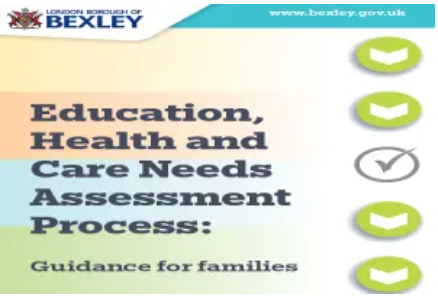 LONDON BOROUGH OF
BEXLEY
www.bexley.gov.uk
Education,
Health and
Care Needs
Assessment
Process:
Guidance for families